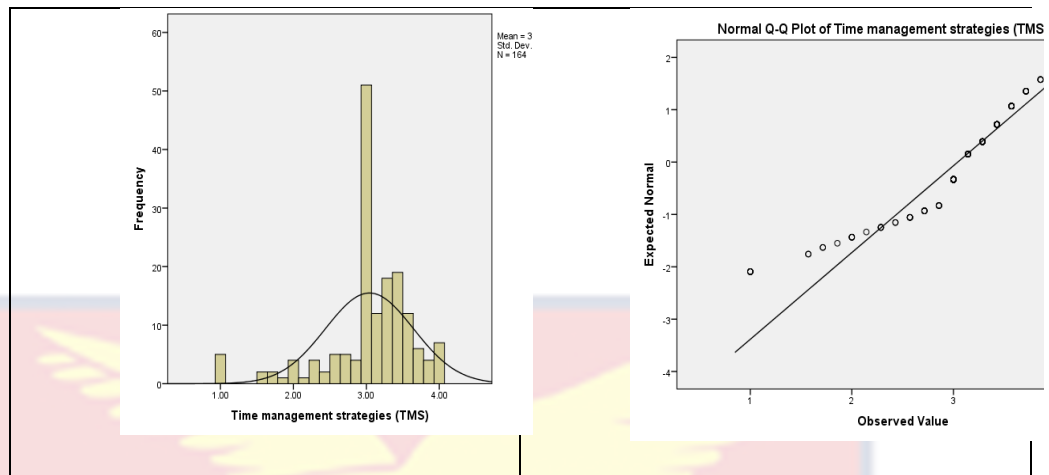 60
50
40
30
20
10
0
Frequency
1.00 2.00 3.00 4.00
Time management strategies (TMS)
Mean = 3
Std. Dev.
N = 164
Normal Q-Q Plot of Time management strategies (TMS
2
1
0
-1
-2
-3
-4
Expected Normal
1 2 3
Observed Value